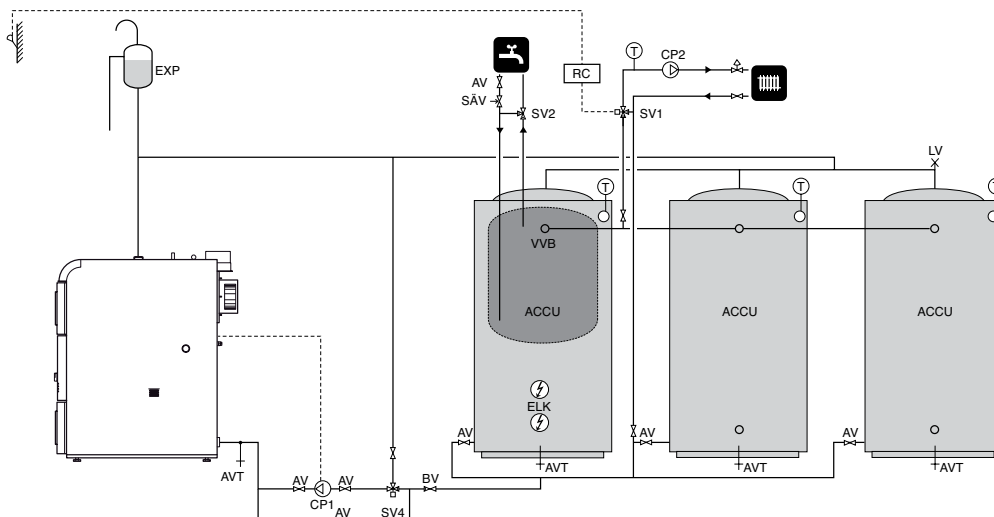 EXP
AV
SÄV
SV2
RC
T
CP2
SV1
LV
T
T
T
VVB
ACCU
ACCU
ACCU
ELK
AV
AV
AV
AVT
AVT
AVT
AVT
AV
AV
BV
CP1
AV
SV4